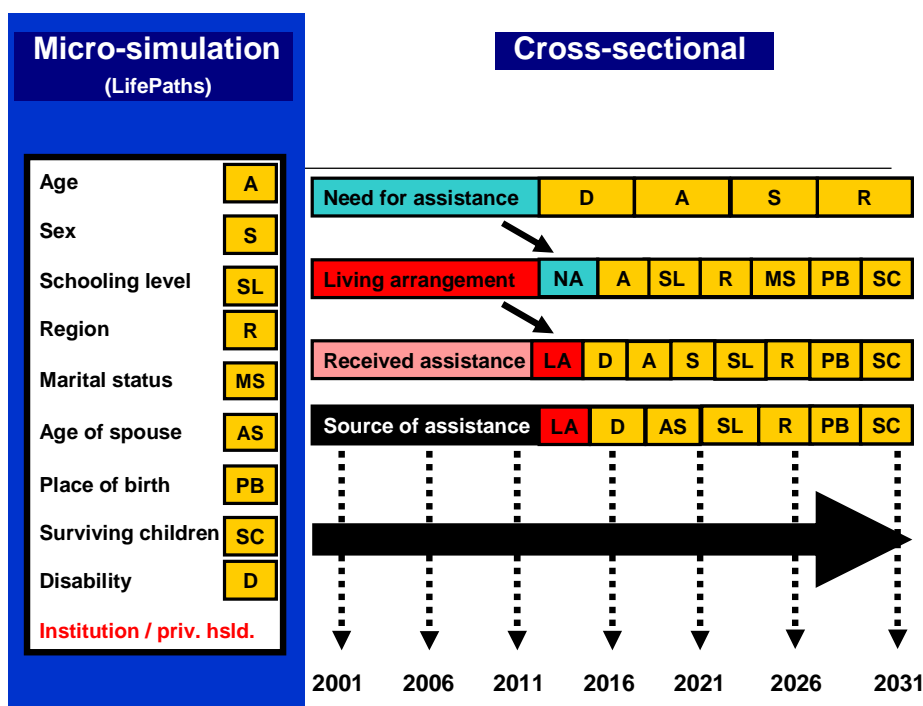 Micro-simulation
(LifePaths)
Cross-sectional
Age A
Sex S
Schooling level SL
Region R
Marital status MS
Age of spouse AS
Place of birth PB
Surviving children SC
Disability D
Institution / priv. hsld.
Need for assistance D A S R
Living arrangement NA A SL R MS PB SC
Received assistance LA D A S SL R PB SC
Source of assistance LA D AS SL R PB SC
2001 2006 2011 2016 2021 2026 2031